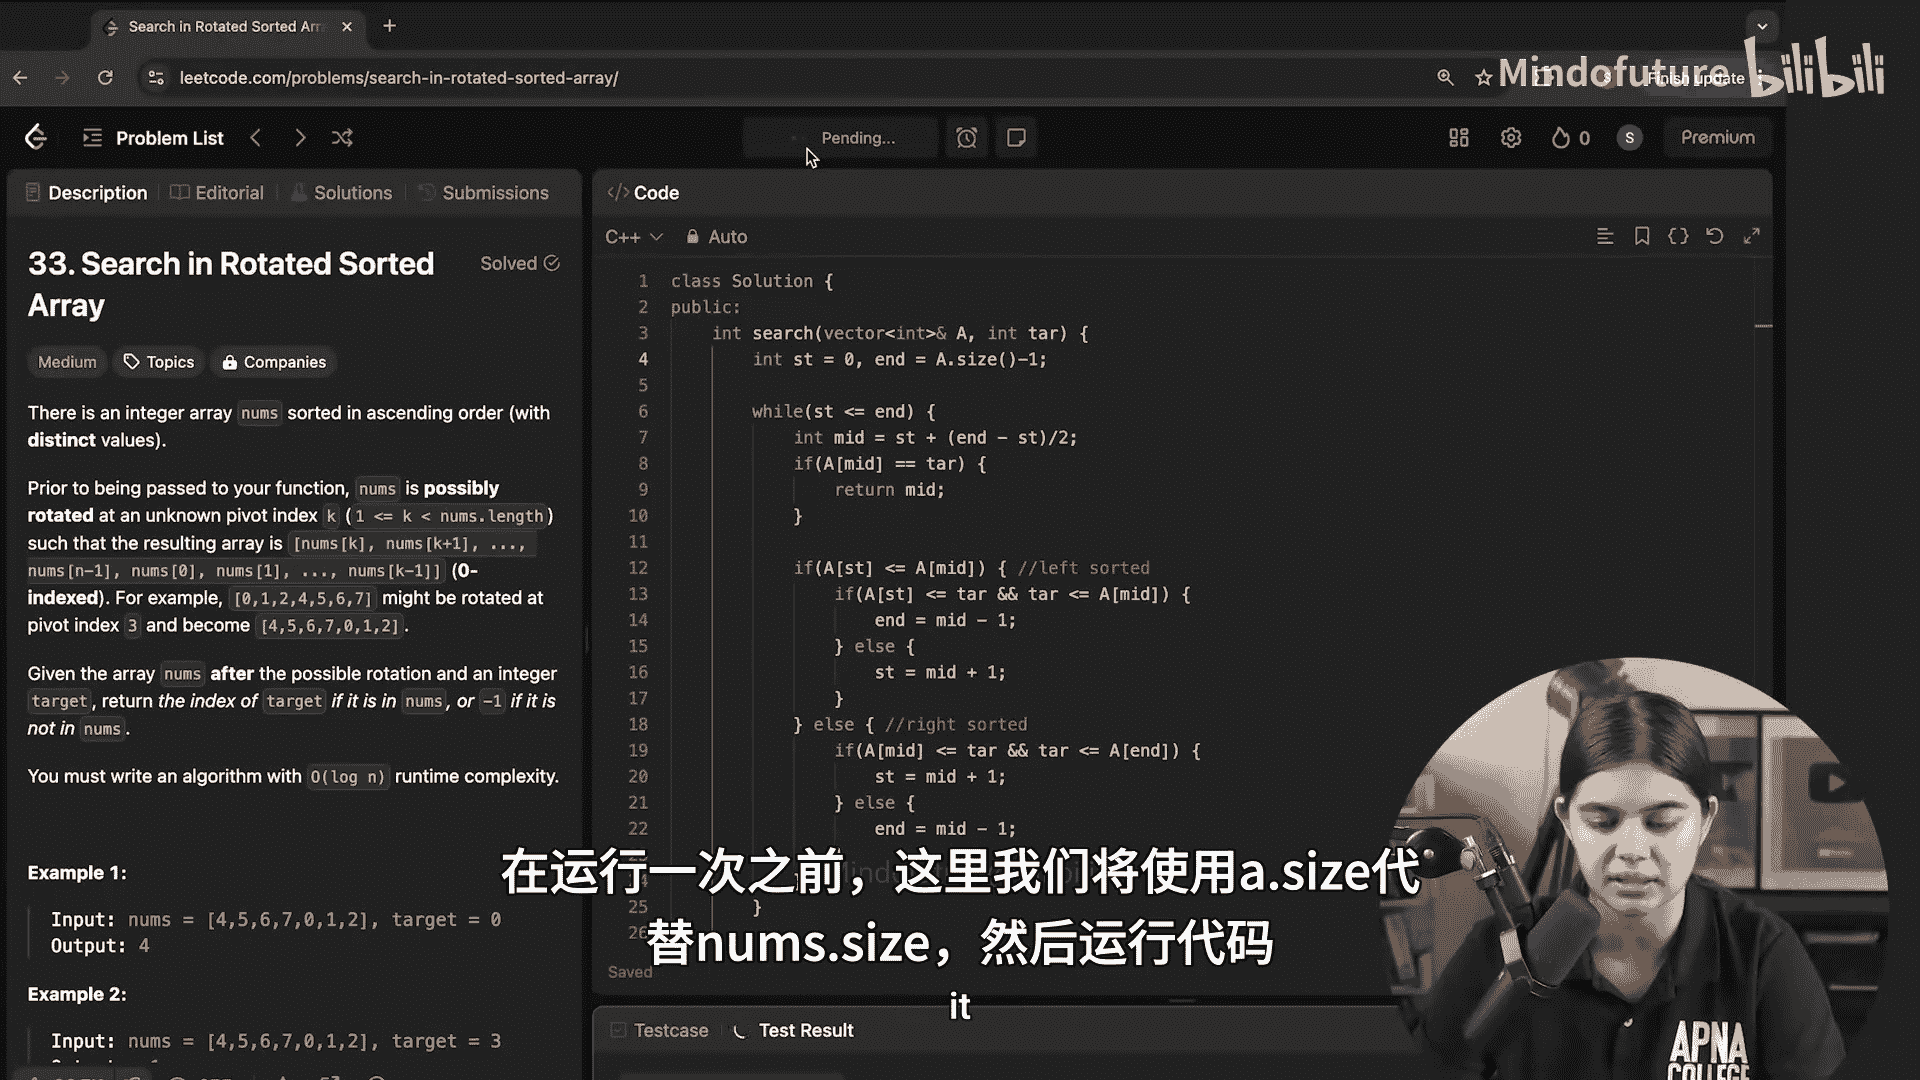 Search in Rotated Sorted Arr
leetcode.com/problems/search-in-rotated-sorted-array/
Finish update
Mindofuture bilibili
Problem List
Pending...
0
S
Premium
Description
Editorial
Solutions
Submissions
33. Search in Rotated Sorted
Array
Solved
Medium
Topics
Companies
There is an integer array nums sorted in ascending order (with
distinct values).
Prior to being passed to your function, nums is possibly
rotated at an unknown pivot index k (1 <= k < nums.length)
such that the resulting array is [nums[k], nums[k+1], ...,
nums[n-1], nums[0], nums[1], ..., nums[k-1]] (0-
indexed). For example, [0,1,2,4,5,6,7] might be rotated at
pivot index 3 and become [4,5,6,7,0,1,2].
Given the array nums after the possible rotation and an integer
target, return the index of target if it is in nums, or -1 if it is
not in nums.
You must write an algorithm with O(log n) runtime complexity.
Example 1:
Input: nums = [4,5,6,7,0,1,2], target = 0
Output: 4
Example 2:
Input: nums = [4,5,6,7,0,1,2], target = 3
</> Code
C++
Auto
1 class Solution {
2 public:
3 int search(vector<int>& A, int tar) {
4 int st = 0, end = A.size()-1;
5
6 while(st <= end) {
7 int mid = st + (end - st)/2;
8 if(A[mid] == tar) {
9 return mid;
10 }
11
12 if(A[st] <= A[mid]) { //left sorted
13 if(A[st] <= tar && tar <= A[mid]) {
14 end = mid - 1;
15 } else {
16 st = mid + 1;
17 }
18 } else { //right sorted
19 if(A[mid] <= tar && tar <= A[end]) {
20 st = mid + 1;
21 } else {
22 end = mid - 1;
25 }
在运行一次之前，这里我们将使用a.size代
替nums.size，然后运行代码
it
Saved
Testcase
Test Result
APNA
COLLEGE